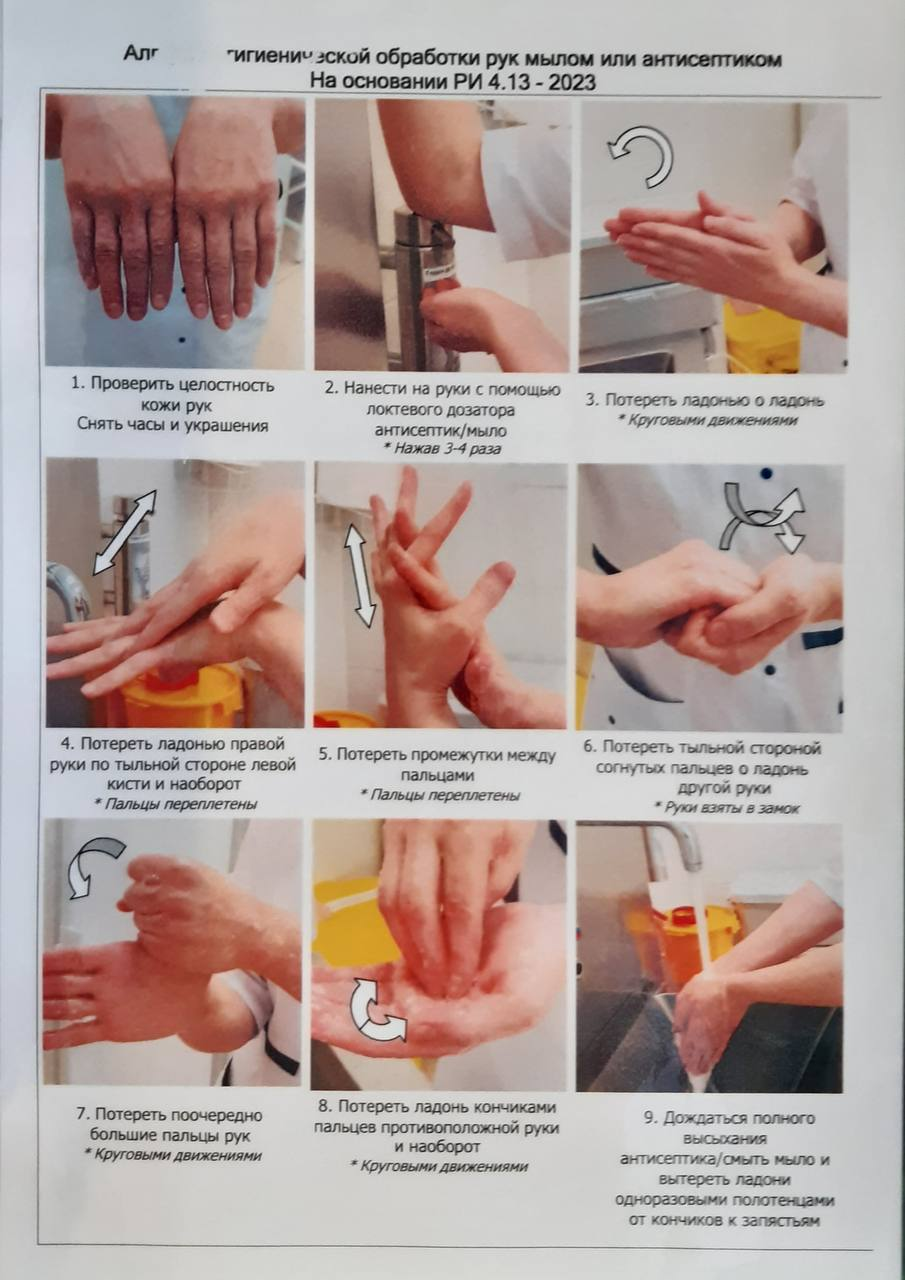 гигиенической обработки рук мылом или антисептиком
На основании РИ 4.13 - 2023
1. Проверить целостность
кожи рук
Снять часы и украшения
2. Нанести на руки с помощью
локтевого дозатора
антисептик/мыло
* Нажав 3-4 раза
3. Потереть ладонью о ладонь
* Круговыми движениями
4. Потереть ладонью правой
руки по тыльной стороне левой
кисти и наоборот
* Пальцы переплетены
5. Потереть промежутки между
пальцами
* Пальцы переплетены
6. Потереть тыльной стороной
согнутых пальцев о ладонь
другой руки
* Руки взяты в замок
7. Потереть поочередно
большие пальцы рук
* Круговыми движениями
8. Потереть ладонь кончиками
пальцев противоположной руки
и наоборот
* Круговыми движениями
9. Дождаться полного
высыхания
антисептика/смыть мыло и
вытереть ладони
одноразовыми полотенцами
от кончиков к запястьям